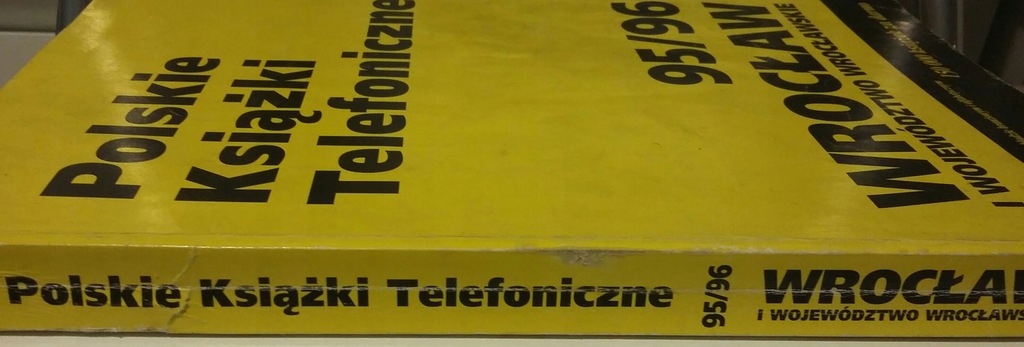 Polskie
Książki
Telefoniczne
95/96
WROCŁAW
I WOJEWÓDZTWO WROCŁAWSKIE
Polskie Książki Telefoniczne
95/96
WROCŁA
I WOJEWÓDZTWO WROCŁAWS